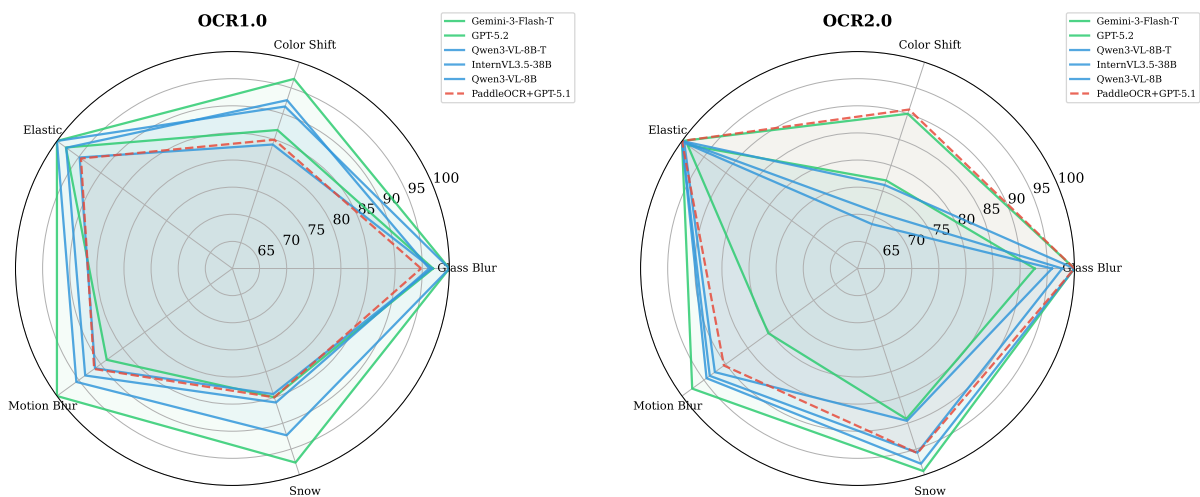 OCR1.0
Color Shift
Elastic
Glass Blur
Motion Blur
Snow
65
70
75
80
85
90
95
100
Gemini-3-Flash-T
GPT-5.2
Qwen3-VL-8B-T
InternVL3.5-38B
Qwen3-VL-8B
PaddleOCR+GPT-5.1
OCR2.0
Color Shift
Elastic
Glass Blur
Motion Blur
Snow
65
70
75
80
85
90
95
100
Gemini-3-Flash-T
GPT-5.2
Qwen3-VL-8B-T
InternVL3.5-38B
Qwen3-VL-8B
PaddleOCR+GPT-5.1